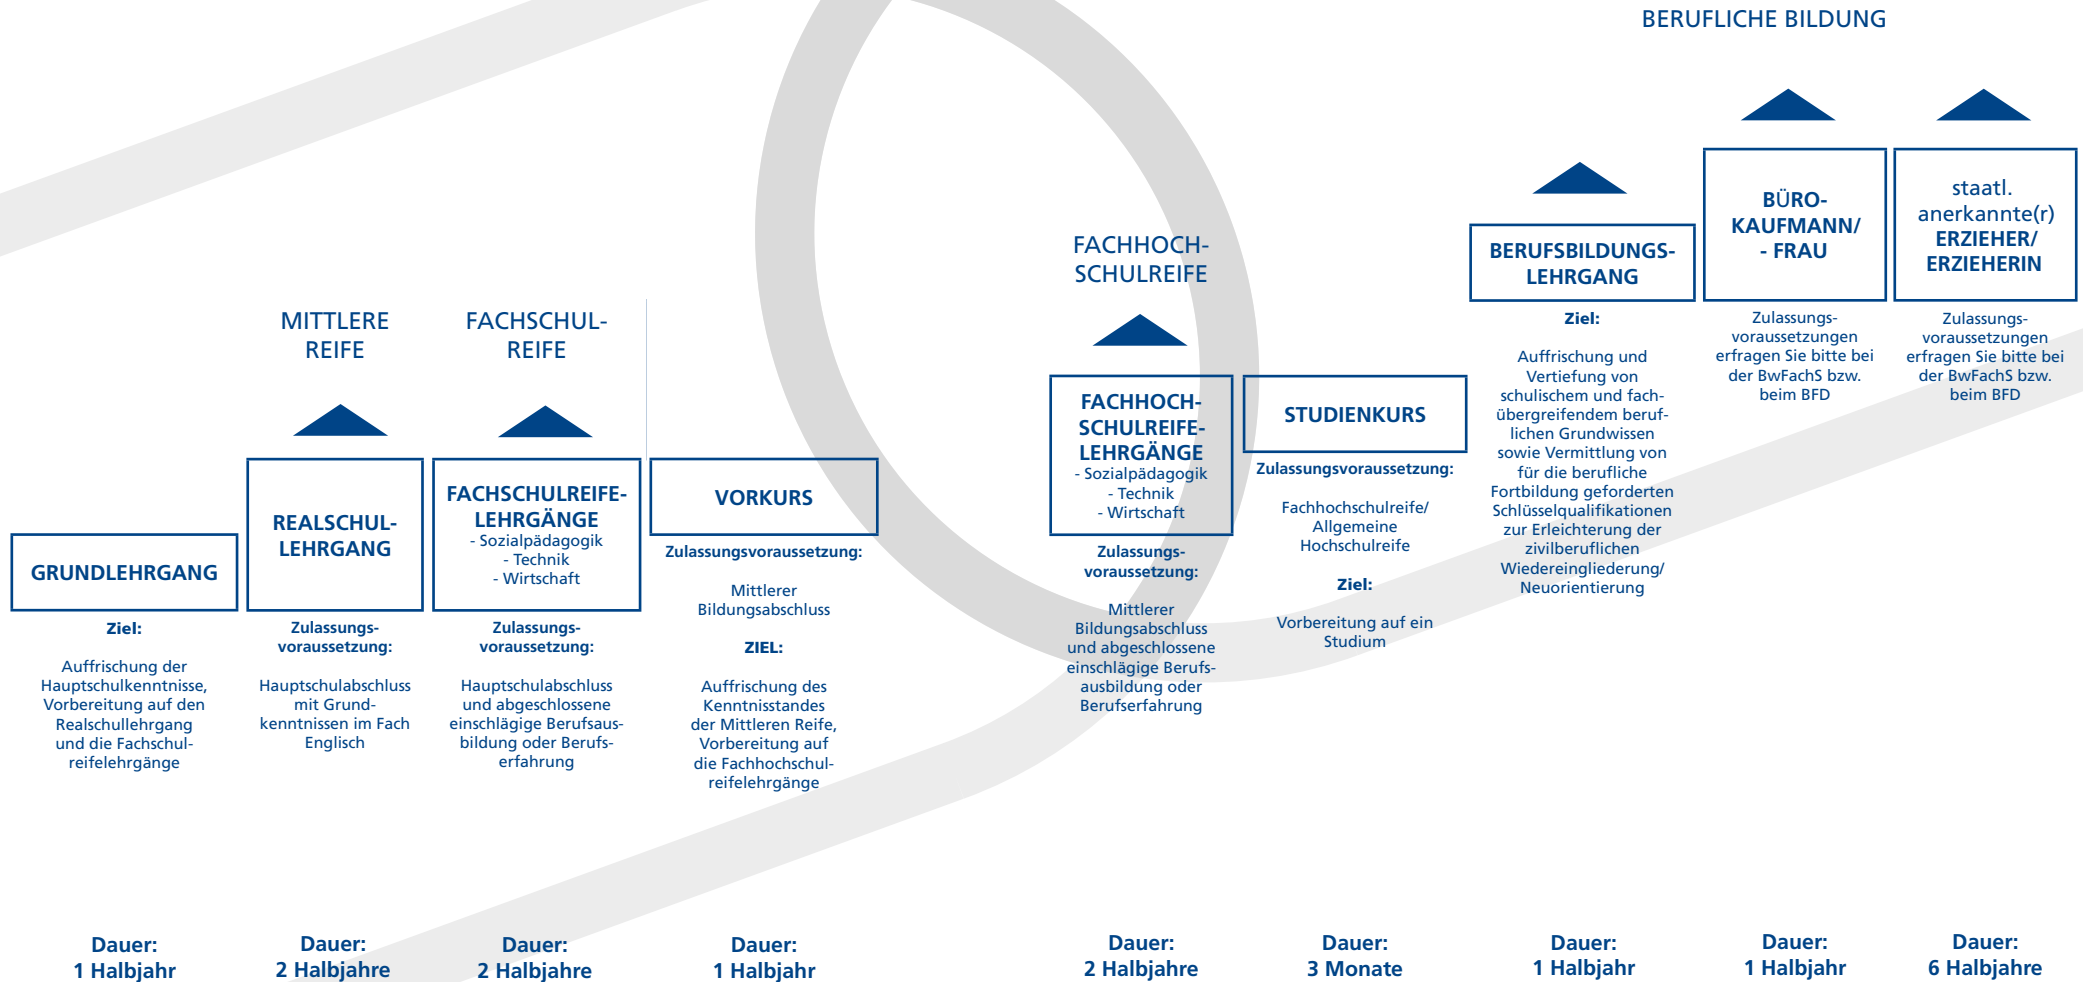 BERUFLICHE BILDUNG
MITTLERE
REIFE
FACHSCHUL-
REIFE
FACHHOCH-
SCHULREIFE
GRUNDLEHRGANG
Ziel:
Auffrischung der
Hauptschulkenntnisse,
Vorbereitung auf den
Realschullehrgang
und die Fachschul-
reifelehrgänge
Dauer:
1 Halbjahr
REALSCHUL-
LEHRGANG
Zulassungs-
voraussetzung:
Hauptschulabschluss
mit Grund-
kenntnissen im Fach
Englisch
Dauer:
2 Halbjahre
FACHSCHULREIFE-
LEHRGÄNGE
- Sozialpädagogik
- Technik
- Wirtschaft
Zulassungs-
voraussetzung:
Hauptschulabschluss
und abgeschlossene
einschlägige Berufsaus-
bildung oder Berufs-
erfahrung
Dauer:
2 Halbjahre
VORKURS
Zulassungsvoraussetzung:
Mittlerer
Bildungsabschluss
ZIEL:
Auffrischung des
Kenntnisstandes
der Mittleren Reife,
Vorbereitung auf
die Fachhochschul-
reifelehrgänge
Dauer:
1 Halbjahr
FACHHOCH-
SCHULREIFE-
LEHRGÄNGE
- Sozialpädagogik
- Technik
- Wirtschaft
Zulassungs-
voraussetzung:
Mittlerer
Bildungsabschluss
und abgeschlossene
einschlägige Berufs-
ausbildung oder
Berufserfahrung
Dauer:
2 Halbjahre
STUDIENKURS
Zulassungsvoraussetzung:
Fachhochschulreife/
Allgemeine
Hochschulreife
Ziel:
Vorbereitung auf ein
Studium
Dauer:
3 Monate
BERUFSBILDUNGS-
LEHRGANG
Ziel:
Auffrischung und
Vertiefung von
schulischem und fach-
übergreifendem beruf-
lichen Grundwissen
sowie Vermittlung von
für die berufliche
Fortbildung geforderten
Schlüsselqualifikationen
zur Erleichterung der
zivilberuflichen
Wiedereingliederung/
Neuorientierung
Dauer:
1 Halbjahr
BÜRO-
KAUFMANN/
- FRAU
Zulassungs-
voraussetzungen
erfragen Sie bitte bei
der BwFachS bzw.
beim BFD
Dauer:
1 Halbjahr
staatl.
anerkannte(r)
ERZIEHER/
ERZIEHERIN
Zulassungs-
voraussetzungen
erfragen Sie bitte bei
der BwFachS bzw.
beim BFD
Dauer:
6 Halbjahre